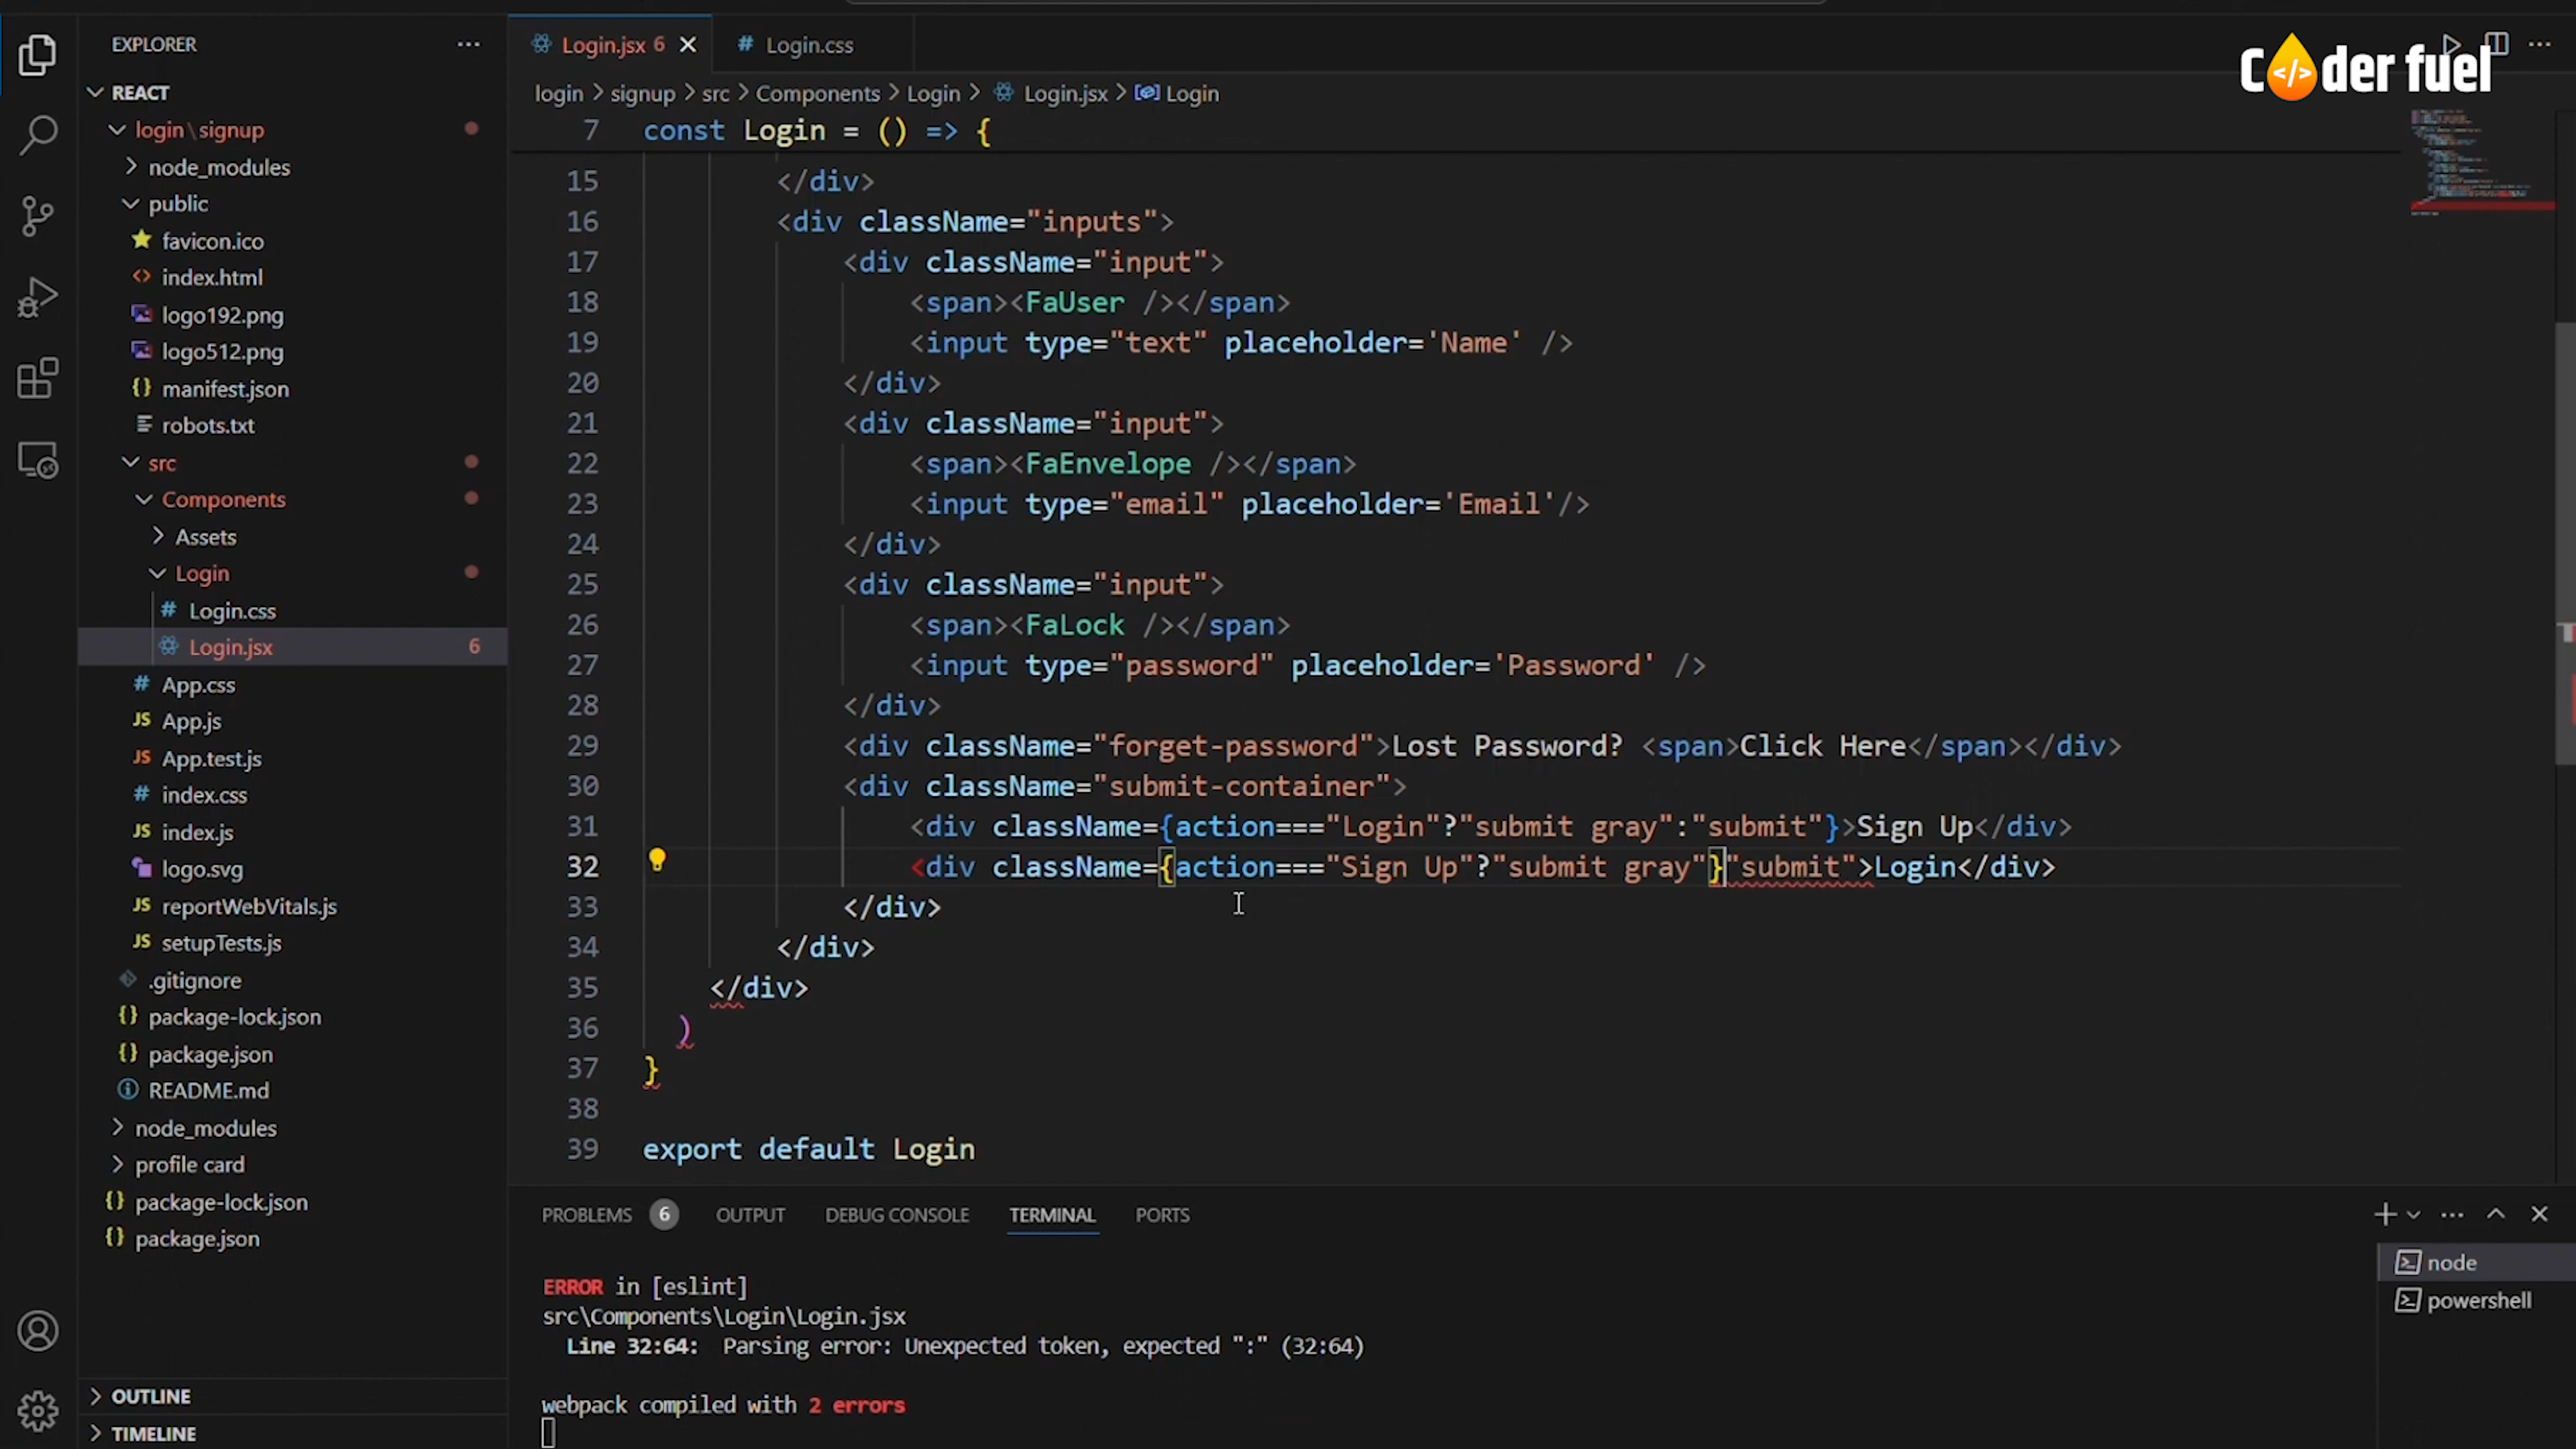 EXPLORER
REACT
login\signup
node_modules
public
favicon.ico
index.html
logo192.png
logo512.png
manifest.json
robots.txt
src
Components
Assets
Login
Login.css
Login.jsx 6
App.css
App.js
App.test.js
index.css
index.js
logo.svg
reportWebVitals.js
setupTests.js
.gitignore
package-lock.json
package.json
README.md
node_modules
profile card
package-lock.json
package.json
OUTLINE
TIMELINE
Login.jsx 6
Login.css
C</>der fuel
login > signup > src > Components > Login > Login.jsx > Login
7 const Login = () => {
15 </div>
16 <div className="inputs">
17 <div className="input">
18 <span><FaUser /></span>
19 <input type="text" placeholder='Name' />
20 </div>
21 <div className="input">
22 <span><FaEnvelope /></span>
23 <input type="email" placeholder='Email'/>
24 </div>
25 <div className="input">
26 <span><FaLock /></span>
27 <input type="password" placeholder='Password' />
28 </div>
29 <div className="forget-password">Lost Password? <span>Click Here</span></div>
30 <div className="submit-container">
31 <div className={action==="Login"?"submit gray":"submit"}>Sign Up</div>
32 <div className={action==="Sign Up"?"submit gray"}"submit">Login</div>
33 </div>
34 </div>
35 </div>
36 )
37 }
38
39 export default Login
PROBLEMS 6 OUTPUT DEBUG CONSOLE TERMINAL PORTS
ERROR in [eslint]
src\Components\Login\Login.jsx
Line 32:64: Parsing error: Unexpected token, expected ":" (32:64)
webpack compiled with 2 errors
node
powershell